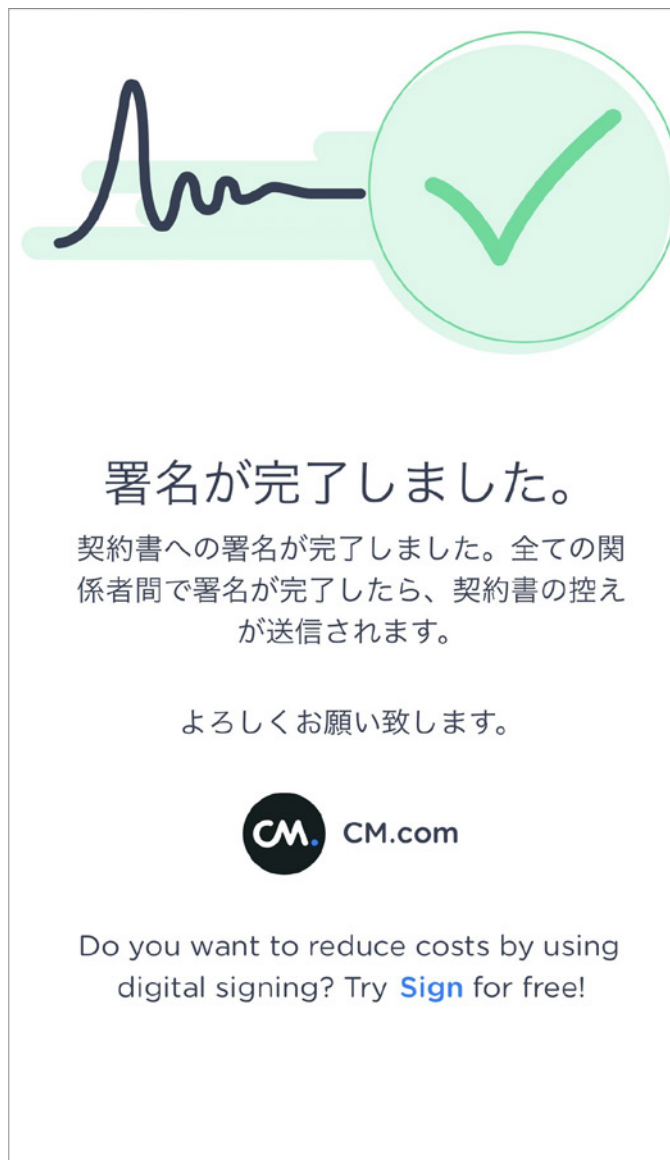 署名が完了しました。
契約書への署名が完了しました。全ての関
係者間で署名が完了したら、契約書の控え
が送信されます。
よろしくお願い致します。
CM. CM.com
Do you want to reduce costs by using
digital signing? Try Sign for free!